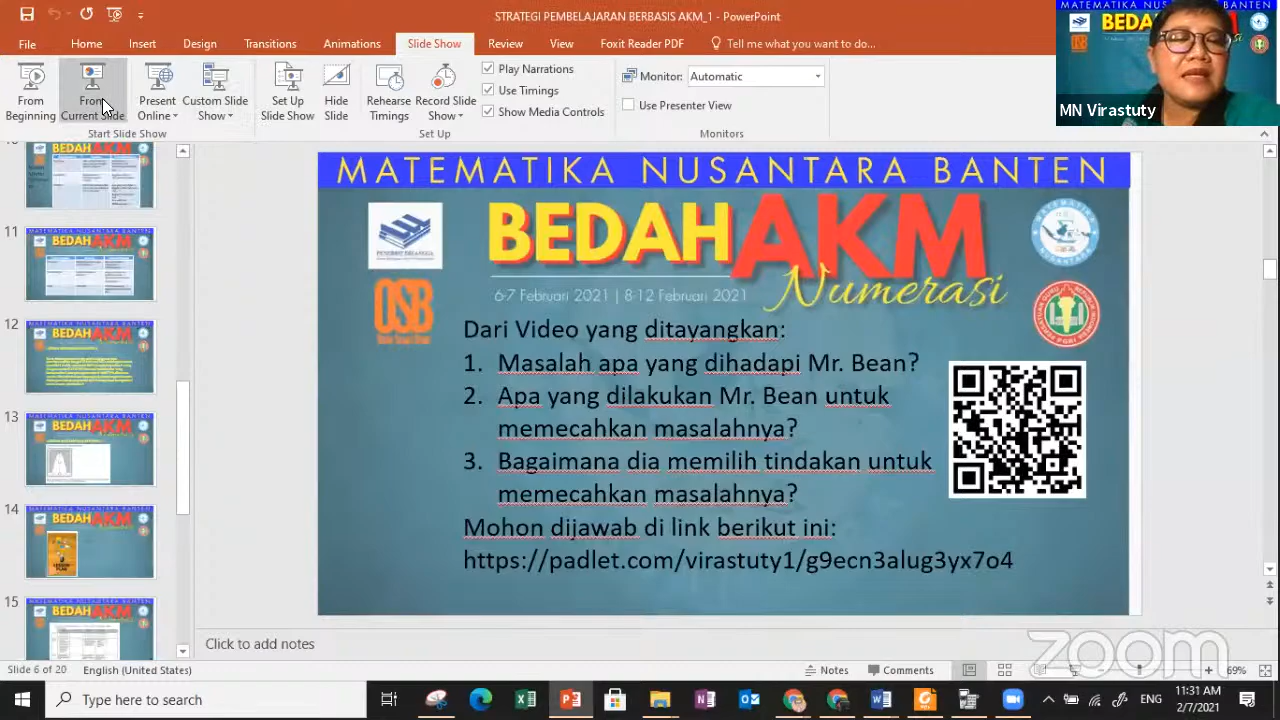 STRATEGI PEMBELAJARAN BERBASIS AKM_1 - PowerPoint
File Home Insert Design Transitions Animations Slide Show Review View Foxit Reader PDF Tell me what you want to do...
From Beginning
From Current Slide
Present Online
Custom Slide Show
Set Up Slide Show
Hide Slide
Rehearse Timings
Record Slide Show
Play Narrations
Use Timings
Show Media Controls
Monitor: Automatic
Use Presenter View
Start Slide Show
Set Up
Monitors
MN Virastuty
11
12
13
14
15
MATEMATIKA NUSANTARA BANTEN
BEDAH AKM
Numerasi
6-7 Februari 2021 | 8-12 Februari 2021
OSB
Dari Video yang ditayangkan:
1. Masalah apa yang dihadapi Mr. Bean?
2. Apa yang dilakukan Mr. Bean untuk
memecahkan masalahnya?
3. Bagaimana dia memilih tindakan untuk
memecahkan masalahnya?
Mohon dijawab di link berikut ini:
https://padlet.com/virastuty1/g9ecn3alug3yx7o4
Click to add notes
zoom
Slide 6 of 20 English (United States)
Notes Comments
69%
Type here to search
ENG
11:31 AM
2/7/2021